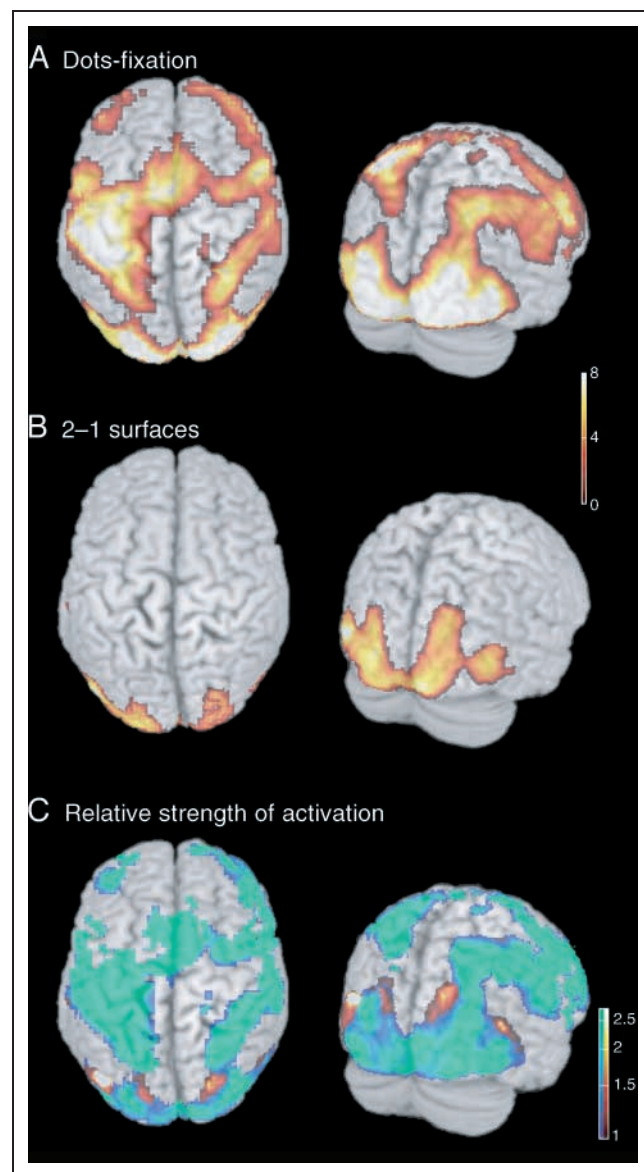 A Dots-fixation
8
4
0
B 2–1 surfaces
C Relative strength of activation
2.5
2
1.5
1